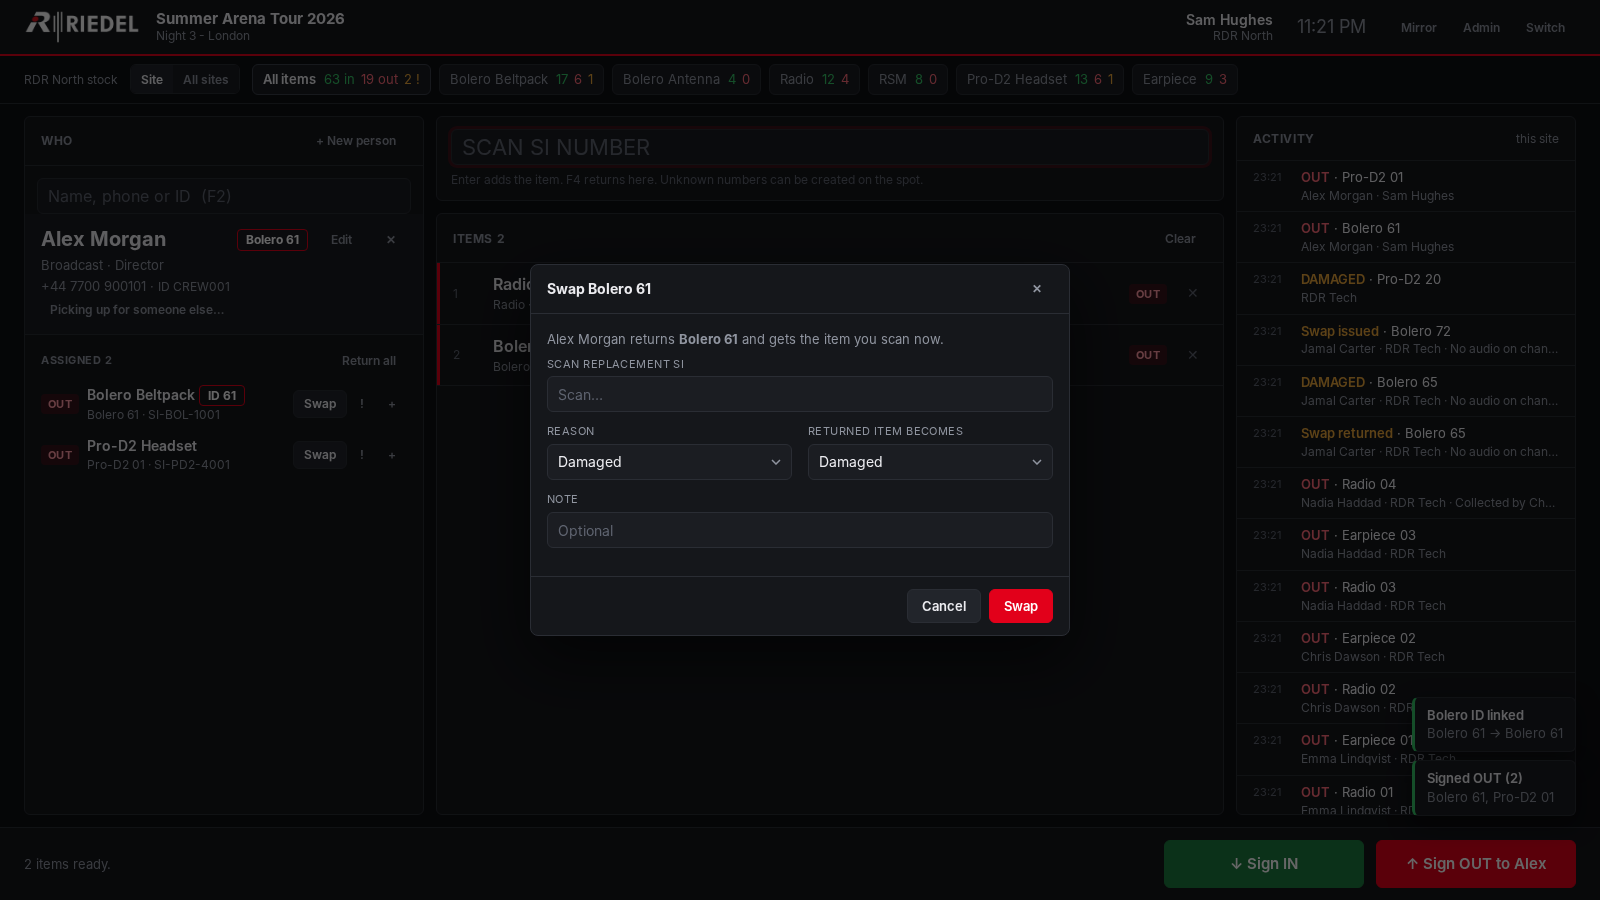 RIEDEL
Summer Arena Tour 2026
Night 3 - London
Sam Hughes
RDR North
11:21 PM
Mirror
Admin
Switch
RDR North stock
Site
All sites
All items 63 in 19 out 2 !
Bolero Beltpack 17 6 1
Bolero Antenna 4 0
Radio 12 4
RSM 8 0
Pro-D2 Headset 13 6 1
Earpiece 9 3
WHO
+ New person
Name, phone or ID (F2)
Alex Morgan
Bolero 61
Edit
×
Broadcast · Director
+44 7700 900101 · ID CREW001
Picking up for someone else...
ASSIGNED 2
Return all
OUT
Bolero Beltpack ID 61
Bolero 61 · SI-BOL-1001
Swap
!
+
OUT
Pro-D2 Headset
Pro-D2 01 · SI-PD2-4001
Swap
!
+
SCAN SI NUMBER
Enter adds the item. F4 returns here. Unknown numbers can be created on the spot.
ITEMS 2
Clear
1
Radio
OUT
×
2
OUT
×
Swap Bolero 61
×
Alex Morgan returns Bolero 61 and gets the item you scan now.
SCAN REPLACEMENT SI
Scan...
REASON
RETURNED ITEM BECOMES
Damaged
Damaged
NOTE
Optional
Cancel
Swap
ACTIVITY
this site
23:21
OUT · Pro-D2 01
Alex Morgan · Sam Hughes
23:21
OUT · Bolero 61
Alex Morgan · Sam Hughes
23:21
DAMAGED · Pro-D2 20
RDR Tech
23:21
Swap issued · Bolero 72
Jamal Carter · RDR Tech · No audio on chan...
23:21
DAMAGED · Bolero 65
Jamal Carter · RDR Tech · No audio on chan...
23:21
Swap returned · Bolero 65
Jamal Carter · RDR Tech · No audio on chan...
23:21
OUT · Radio 04
Nadia Haddad · RDR Tech · Collected by Ch...
23:21
OUT · Earpiece 03
Nadia Haddad · RDR Tech
23:21
OUT · Radio 03
Nadia Haddad · RDR Tech
23:21
OUT · Earpiece 02
Chris Dawson · RDR Tech
23:21
OUT · Radio 02
Chris Dawson · RDR
23:21
OUT · Earpiece 01
Emma Lindqvist · RDR Tech
23:21
OUT · Radio 01
Emma Lindqvist
Bolero ID linked
Bolero 61 → Bolero 61
Signed OUT (2)
Bolero 61, Pro-D2 01
2 items ready.
↓ Sign IN
↑ Sign OUT to Alex